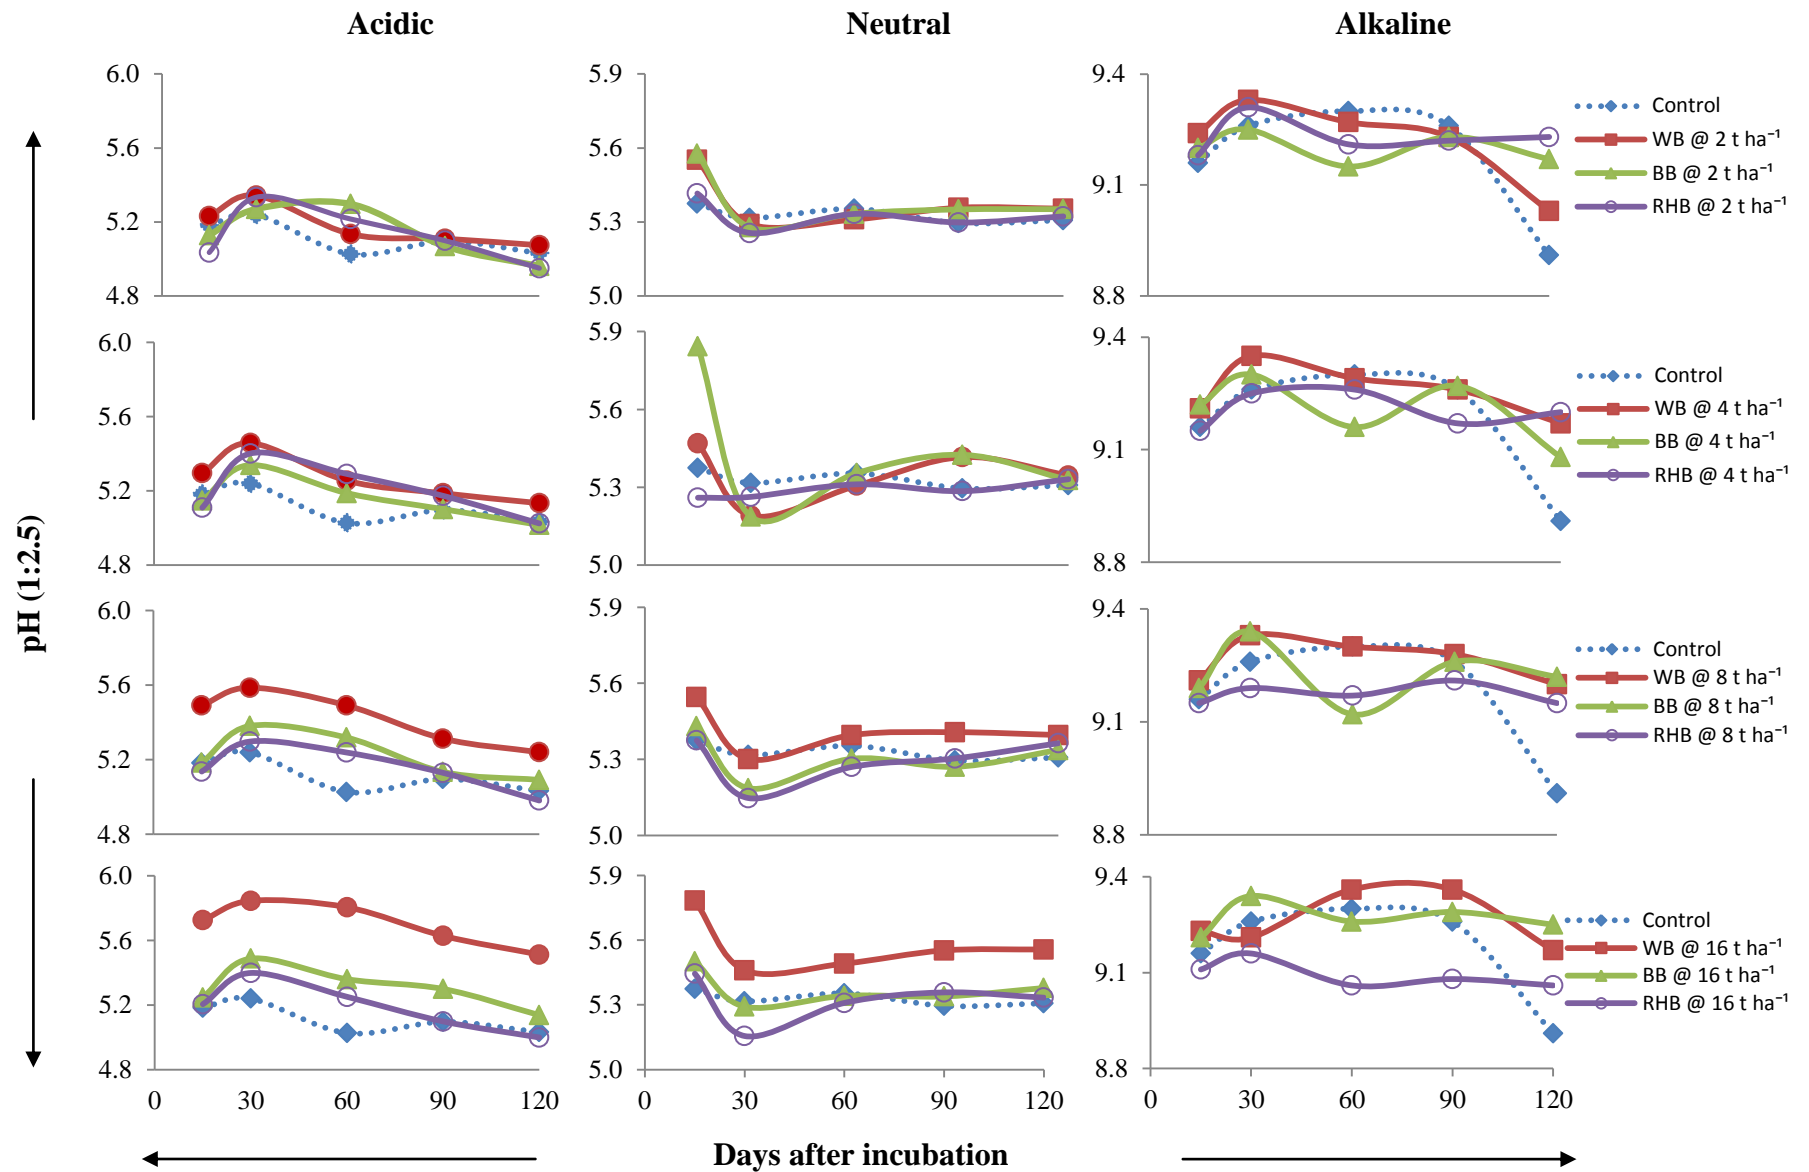 Acidic Neutral Alkaline
6.0 5.9 9.4
5.6 5.6 9.1
5.2 5.3 8.8
4.8 5.0
Control
WB @ 2 t ha⁻¹
BB @ 2 t ha⁻¹
RHB @ 2 t ha⁻¹
6.0 5.9 9.4
5.6 5.6 9.1
5.2 5.3 8.8
4.8 5.0
Control
WB @ 4 t ha⁻¹
BB @ 4 t ha⁻¹
RHB @ 4 t ha⁻¹
pH (1:2.5)
6.0 5.9 9.4
5.6 5.6 9.1
5.2 5.3 8.8
4.8 5.0
Control
WB @ 8 t ha⁻¹
BB @ 8 t ha⁻¹
RHB @ 8 t ha⁻¹
6.0 5.9 9.4
5.6 5.6 9.1
5.2 5.3 8.8
4.8 5.0
Control
WB @ 16 t ha⁻¹
BB @ 16 t ha⁻¹
RHB @ 16 t ha⁻¹
0 30 60 90 120 0 30 60 90 120 0 30 60 90 120
Days after incubation